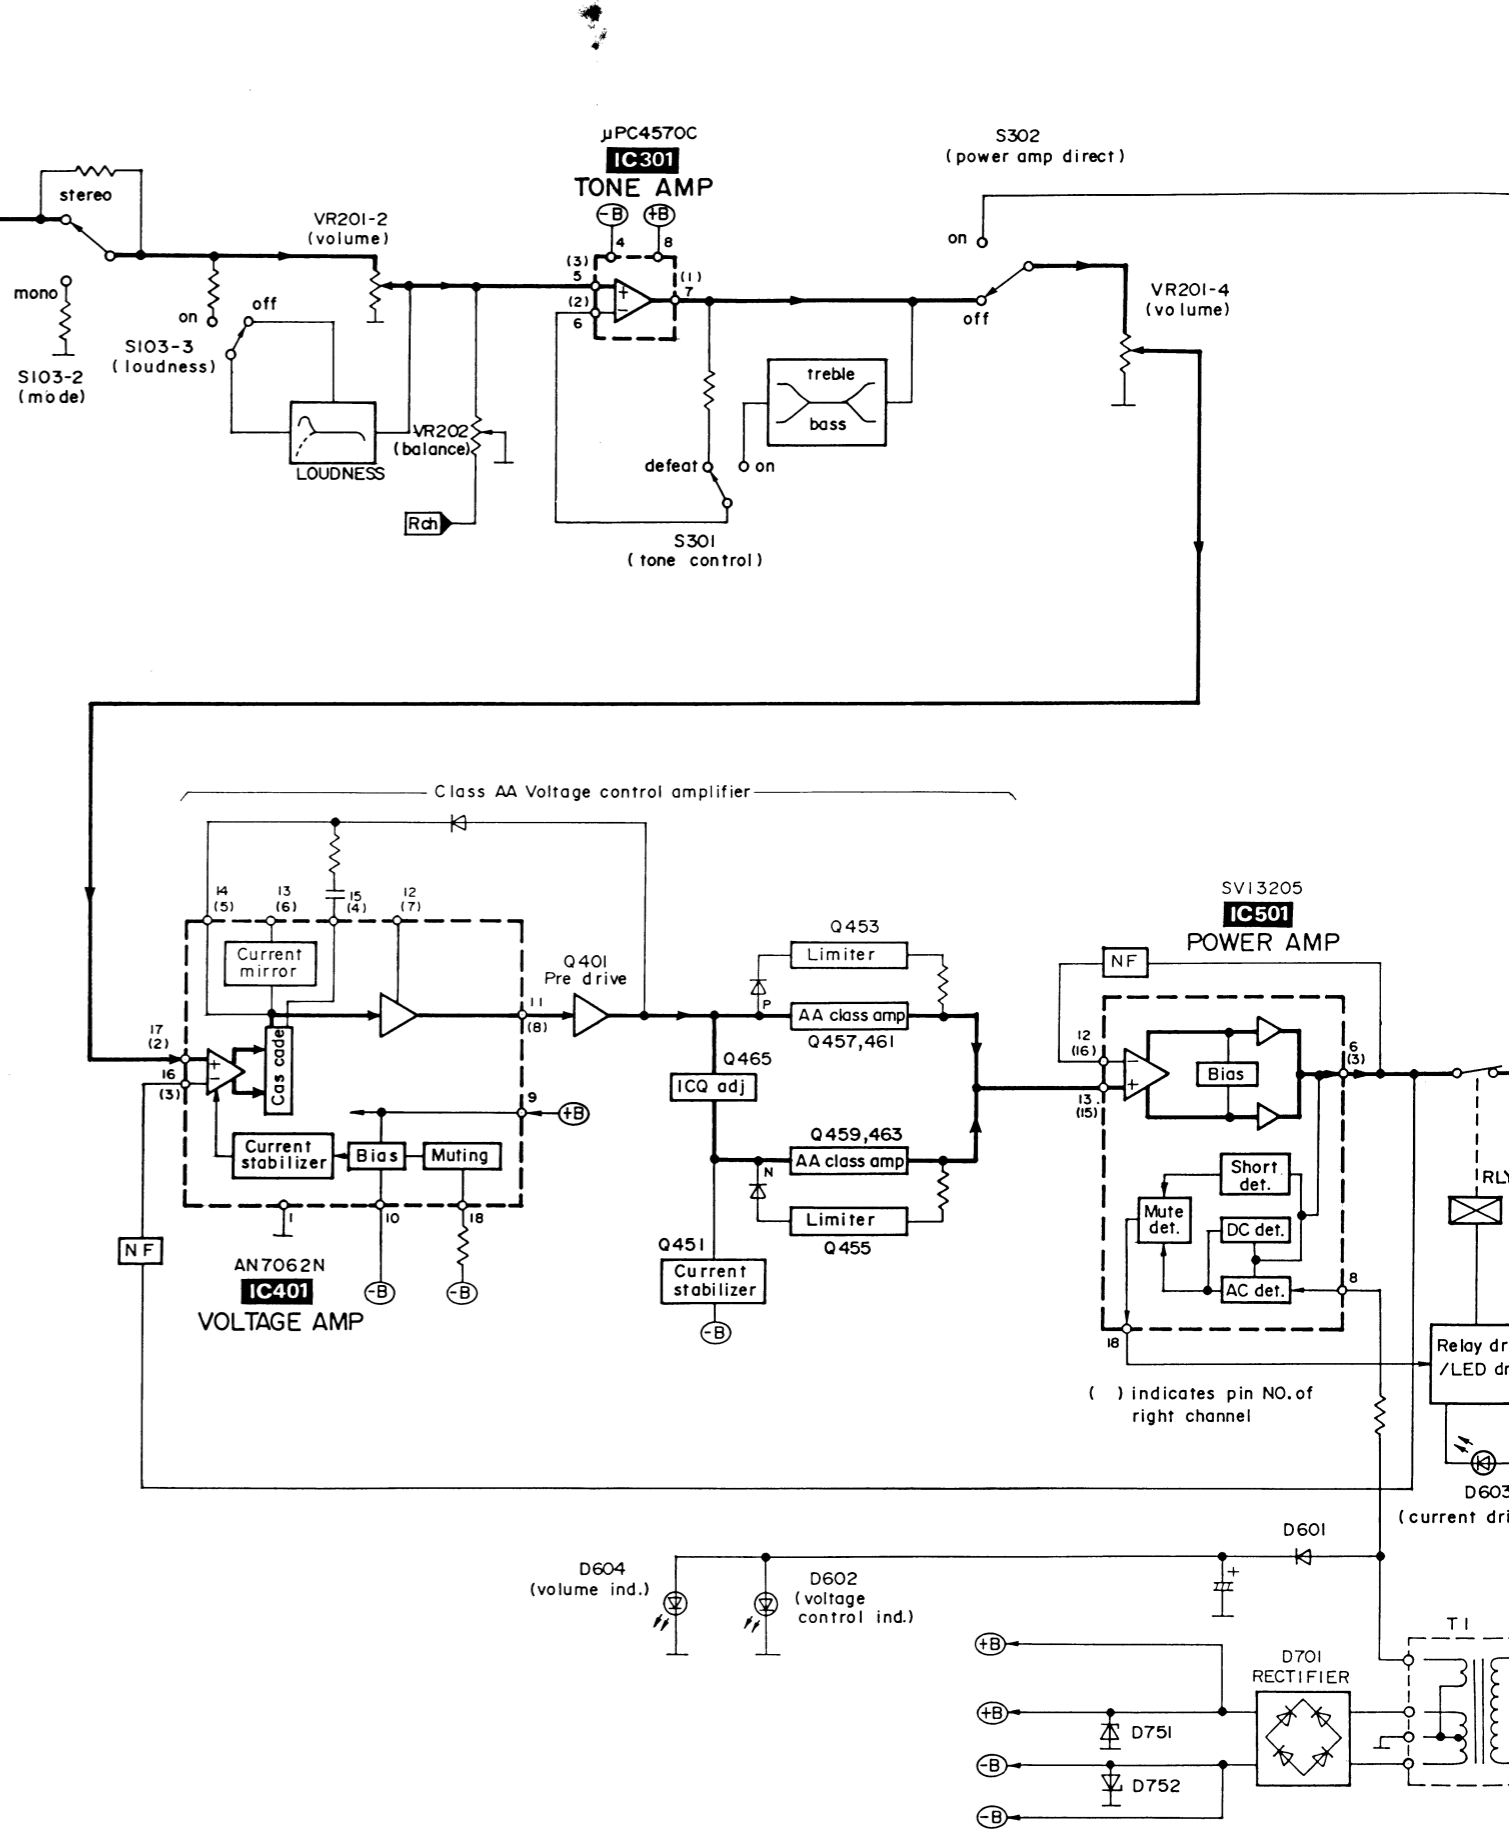 µPC4570C
IC301
TONE AMP
S302
(power amp direct)
stereo
VR201-2
(volume)
-B
+B
4
8
on
(3)
5
(1)
7
mono
off
(2)
6
VR201-4
(volume)
on
off
S103-3
(loudness)
S103-2
(mode)
treble
bass
VR202
(balance)
LOUDNESS
defeat
on
Rch
S301
(tone control)
Class AA Voltage control amplifier
14
(5)
13
(6)
15
(4)
12
(7)
SVI3205
IC501
POWER AMP
Q453
Limiter
Current
mirror
Q401
Pre drive
NF
P
11
(8)
AA class amp
Q457,461
17
(2)
12
(16)
6
(3)
Cas cade
+
-
16
(3)
Q465
ICQ adj
-
+
Bias
9
+B
13.
(15)
Q459,463
Current
stabilizer
Bias
Muting
AA class amp
N
Short
det.
RLY
1
10
18
Limiter
Q455
Mute
det.
DC det.
NF
Q451
AN7062N
IC401
VOLTAGE AMP
-B
-B
Current
stabilizer
AC det.
8
-B
18
Relay dr
/LED dr
( ) indicates pin NO. of
right channel
D603
(current dri
D601
D604
(volume ind.)
D602
(voltage
control ind.)
+
T1
+B
D701
RECTIFIER
+B
D751
-B
D752
-B